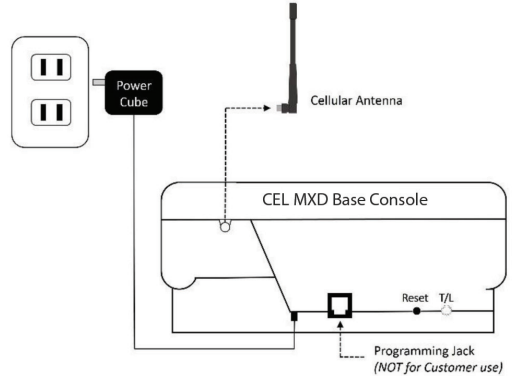 Power
Cube
Cellular Antenna
CEL MXD Base Console
Reset T/L
Programming Jack
(NOT for Customer use)